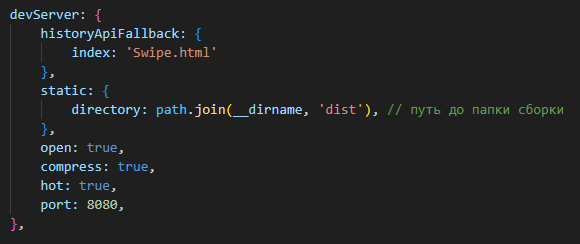 devServer: {
    historyApiFallback: {
        index: 'Swipe.html'
    },
    static: {
        directory: path.join(__dirname, 'dist'), // путь до папки сборки
    },
    open: true,
    compress: true,
    hot: true,
    port: 8080,
},